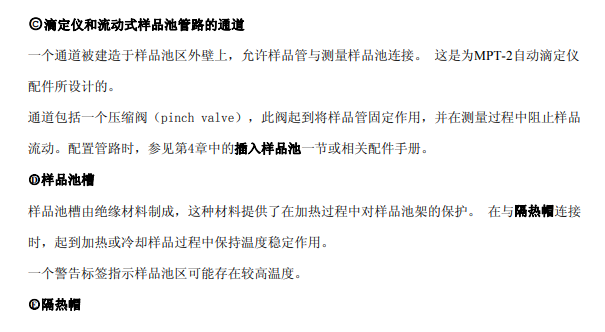 Ⓒ滴定仪和流动式样品池管路的通道
一个通道被建造于样品池区外壁上，允许样品管与测量样品池连接。 这是为MPT-2自动滴定仪
配件所设计的。
通道包括一个压缩阀（pinch valve），此阀起到将样品管固定作用，并在测量过程中阻止样品
流动。配置管路时，参见第4章中的插入样品池一节或相关配件手册。
Ⓓ样品池槽
样品池槽由绝缘材料制成，这种材料提供了在加热过程中对样品池架的保护。 在与隔热帽连接
时，起到加热或冷却样品过程中保持温度稳定作用。
一个警告标签指示样品池区可能存在较高温度。
Ⓔ隔热帽